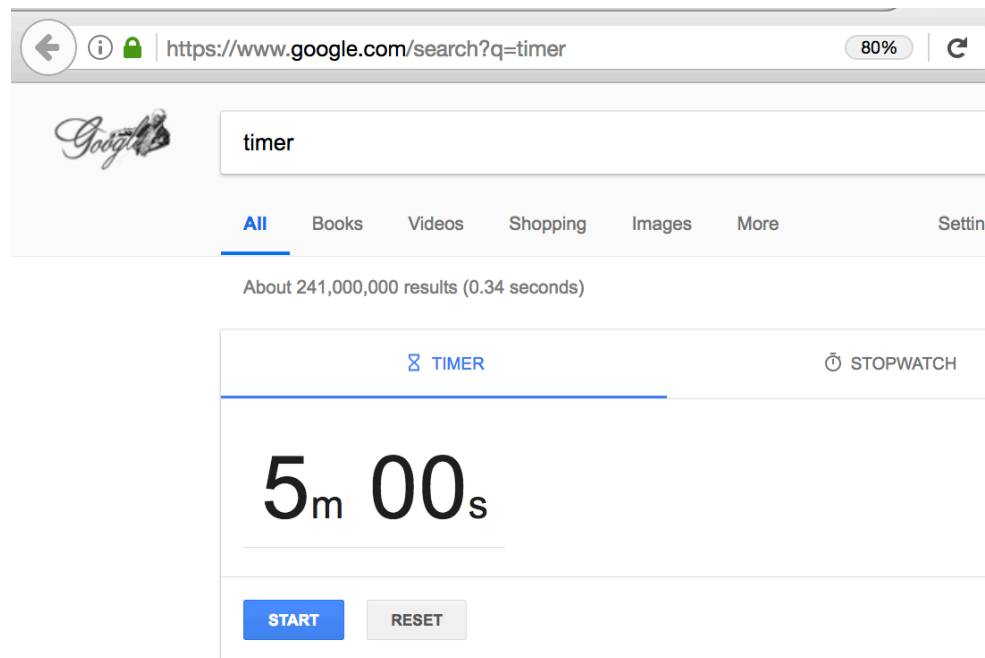 https://www.google.com/search?q=timer 80%
Google
timer
All Books Videos Shopping Images More Settin
About 241,000,000 results (0.34 seconds)
TIMER STOPWATCH
5m 00s
START RESET